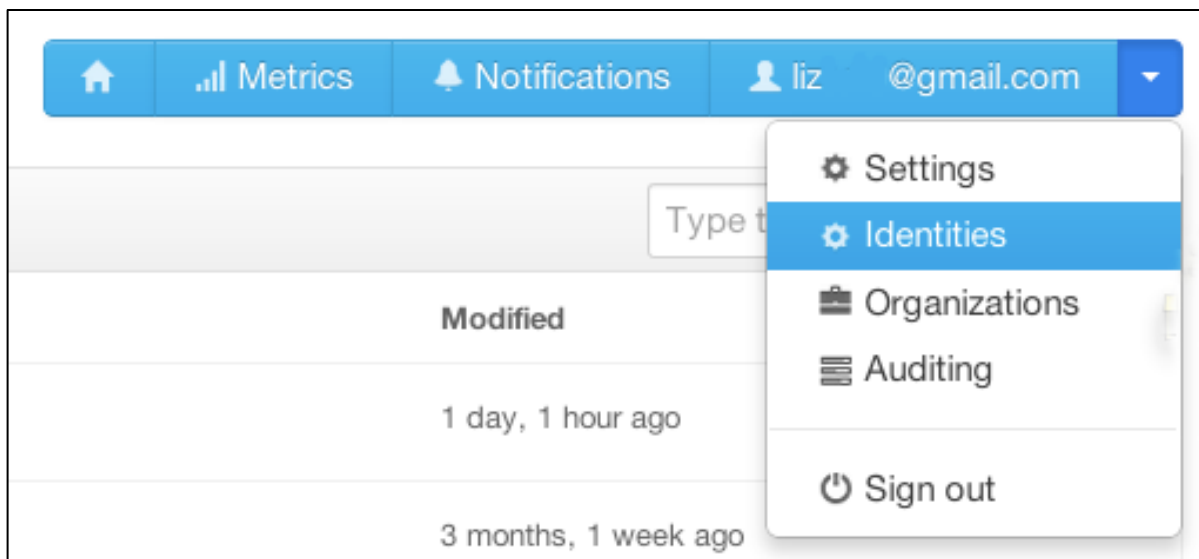 Metrics Notifications liz @gmail.com
Settings
Type t
Identities
Organizations
Modified
Auditing
1 day, 1 hour ago
Sign out
3 months, 1 week ago